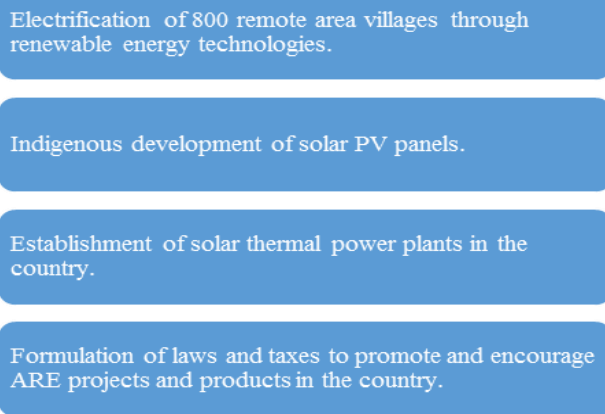 Electrification of 800 remote area villages through
renewable energy technologies.
Indigenous development of solar PV panels.
Establishment of solar thermal power plants in the
country.
Formulation of laws and taxes to promote and encourage
ARE projects and products in the country.